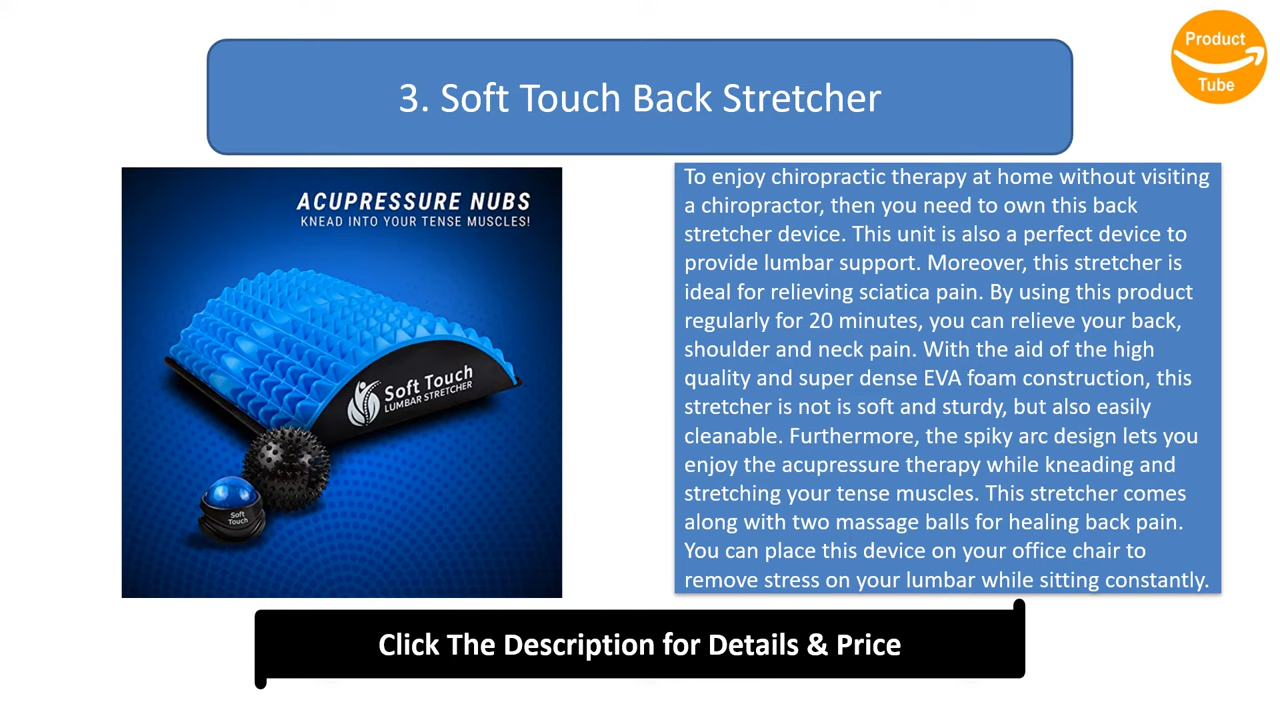 Product
Tube
3. Soft Touch Back Stretcher
ACUPRESSURE NUBS
KNEAD INTO YOUR TENSE MUSCLES!
Soft Touch
LUMBAR STRETCHER
Soft
Touch
To enjoy chiropractic therapy at home without visiting
a chiropractor, then you need to own this back
stretcher device. This unit is also a perfect device to
provide lumbar support. Moreover, this stretcher is
ideal for relieving sciatica pain. By using this product
regularly for 20 minutes, you can relieve your back,
shoulder and neck pain. With the aid of the high
quality and super dense EVA foam construction, this
stretcher is not is soft and sturdy, but also easily
cleanable. Furthermore, the spiky arc design lets you
enjoy the acupressure therapy while kneading and
stretching your tense muscles. This stretcher comes
along with two massage balls for healing back pain.
You can place this device on your office chair to
remove stress on your lumbar while sitting constantly.
Click The Description for Details & Price